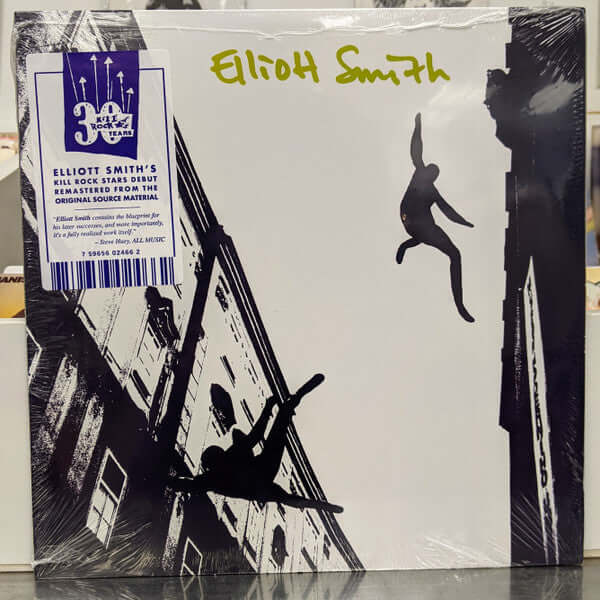 Elliott Smith
30
KILL
ROCK
YEARS
ELLIOTT SMITH'S
KILL ROCK STARS DEBUT
REMASTERED FROM THE
ORIGINAL SOURCE MATERIAL
"Elliott Smith contains the blueprint for
his later successes, and more importantly,
it's a fully realized work itself."
– Steve Huey, ALL MUSIC
7 59656 02466 2